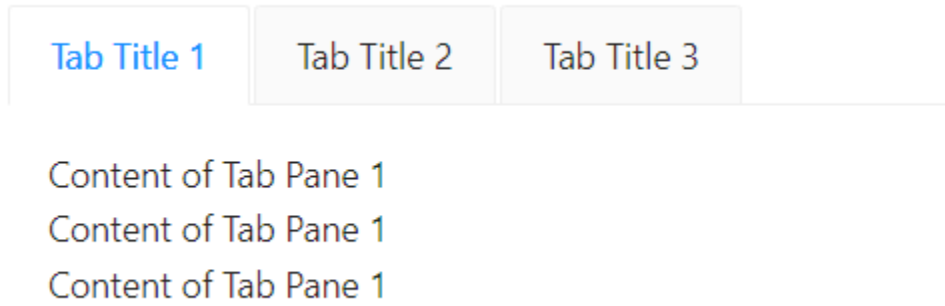 Tab Title 1 Tab Title 2 Tab Title 3
Content of Tab Pane 1
Content of Tab Pane 1
Content of Tab Pane 1